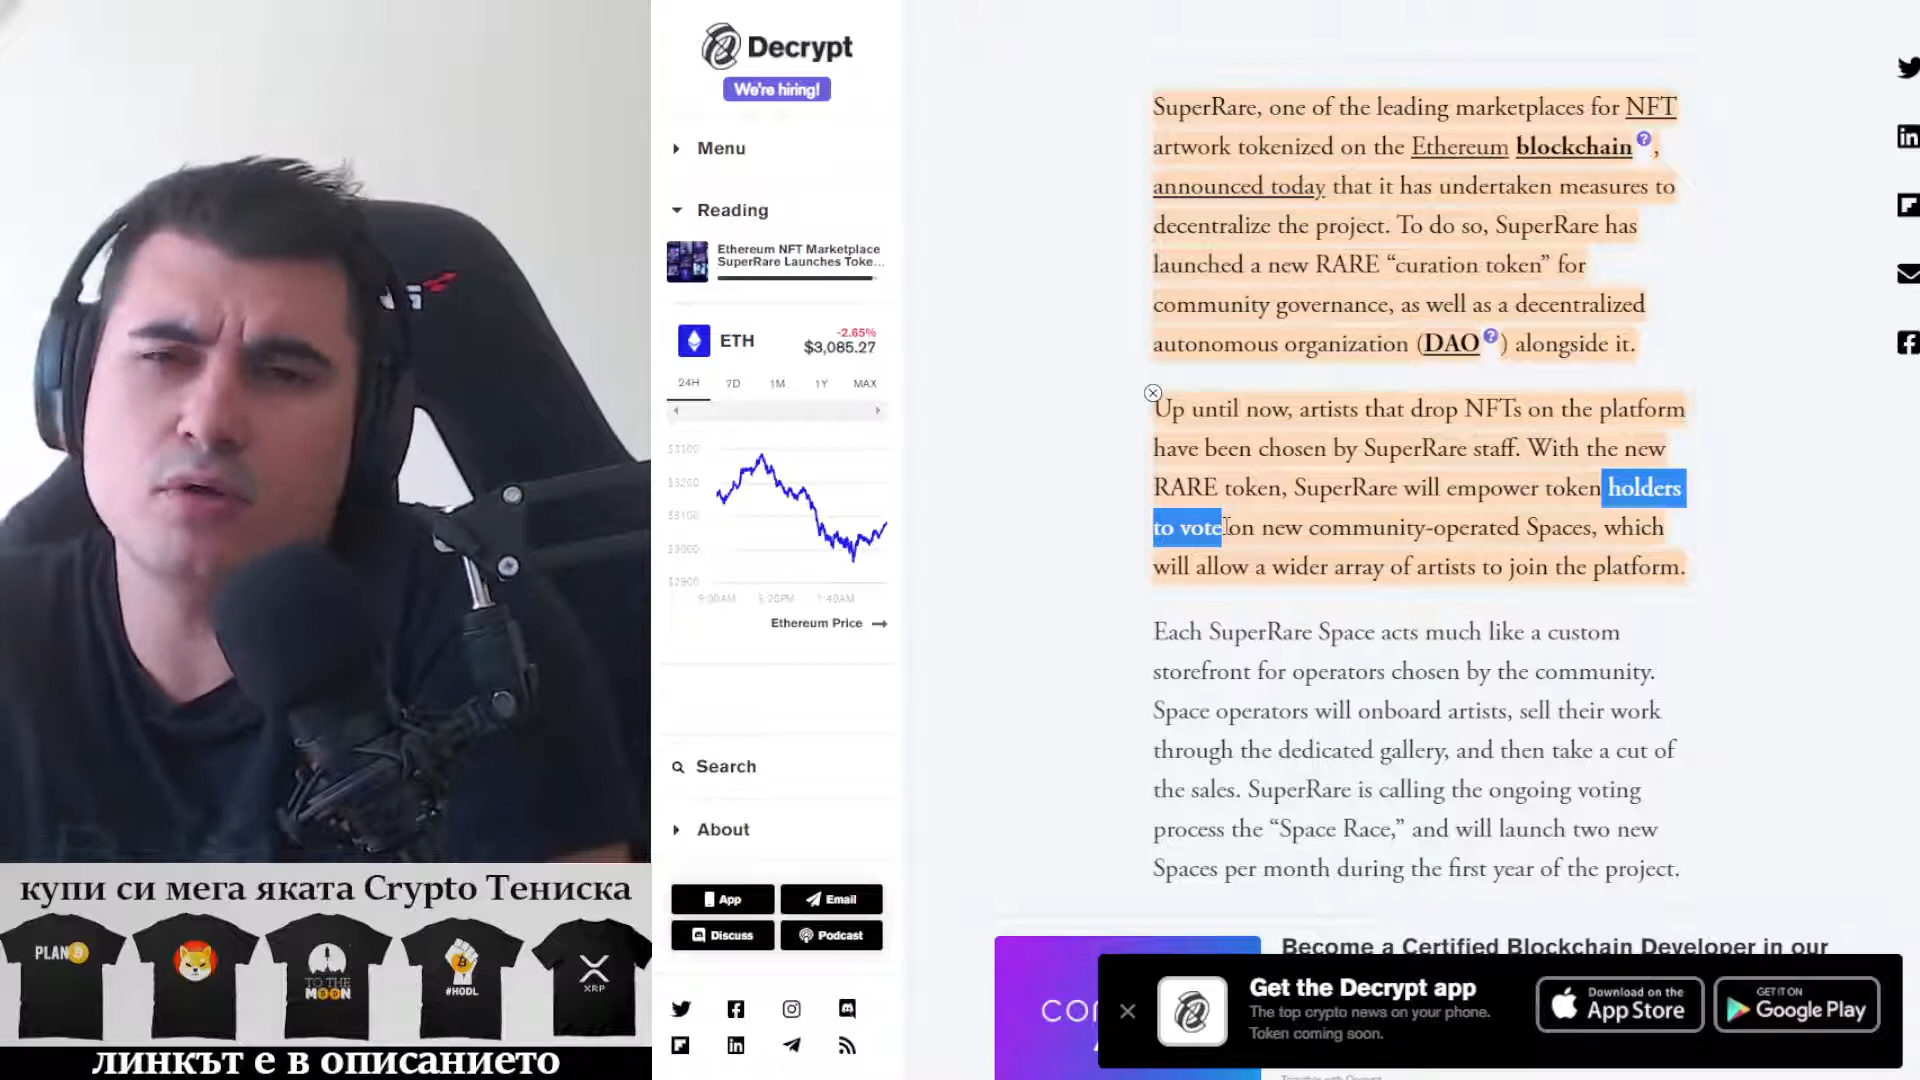 Decrypt
We're hiring!
Menu
Reading
Ethereum NFT Marketplace
SuperRare Launches Toke...
ETH
-2.65%
$3,085.27
24H 7D 1M 1Y MAX
$3200
$3100
$3000
$2900
9:00AM
Ethereum Price →
Search
About
App
Email
Discuss
Podcast
SuperRare, one of the leading marketplaces for NFT
artwork tokenized on the Ethereum blockchain ?,
announced today that it has undertaken measures to
decentralize the project. To do so, SuperRare has
launched a new RARE “curation token” for
community governance, as well as a decentralized
autonomous organization (DAO ?) alongside it.
Up until now, artists that drop NFTs on the platform
have been chosen by SuperRare staff. With the new
RARE token, SuperRare will empower token holders
to vote on new community-operated Spaces, which
will allow a wider array of artists to join the platform.
Each SuperRare Space acts much like a custom
storefront for operators chosen by the community.
Space operators will onboard artists, sell their work
through the dedicated gallery, and then take a cut of
the sales. SuperRare is calling the ongoing voting
process the “Space Race,” and will launch two new
Spaces per month during the first year of the project.
Become a Certified Blockchain Developer in our
Get the Decrypt app
The top crypto news on your phone.
Token coming soon.
Download on the
App Store
GET IT ON
Google Play
купи си мега яката Crypto Тениска
PLAN B
TO THE
MOON
#HODL
XRP
линкът е в описанието